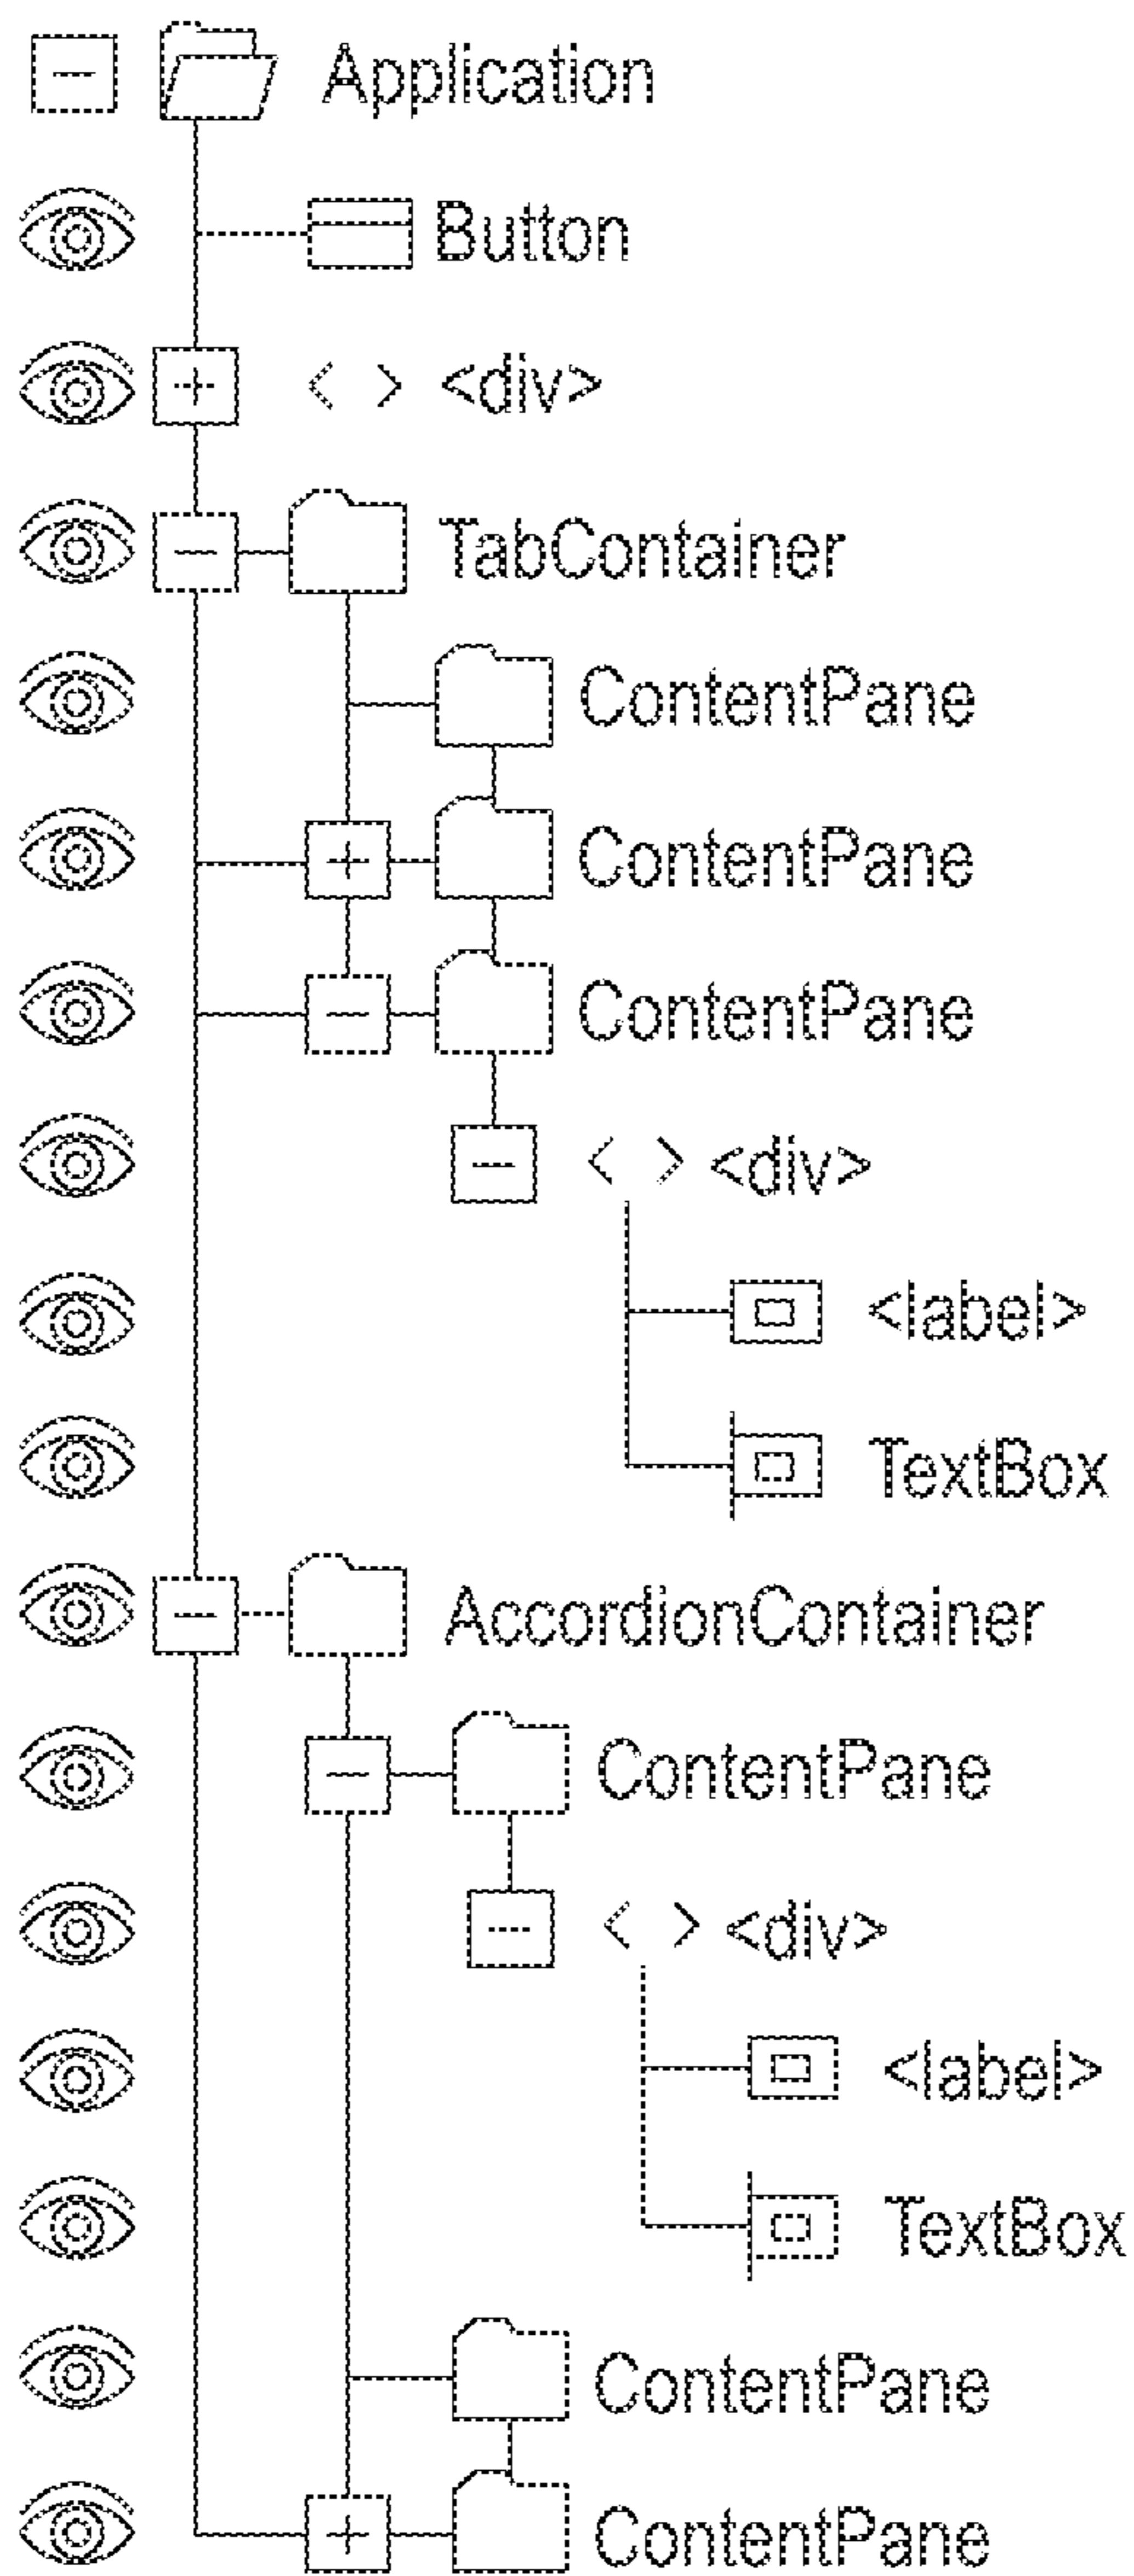 Application
Button
< > <div>
TabContainer
ContentPane
ContentPane
ContentPane
< > <div>
<label>
TextBox
AccordionContainer
ContentPane
< > <div>
<label>
TextBox
ContentPane
ContentPane